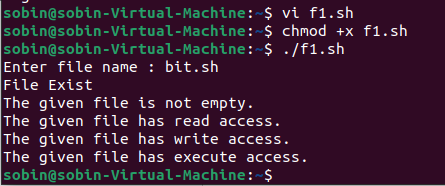 sobin@sobin-Virtual-Machine:~$ vi f1.sh
sobin@sobin-Virtual-Machine:~$ chmod +x f1.sh
sobin@sobin-Virtual-Machine:~$ ./f1.sh
Enter file name : bit.sh
File Exist
The given file is not empty.
The given file has read access.
The given file has write access.
The given file has execute access.
sobin@sobin-Virtual-Machine:~$